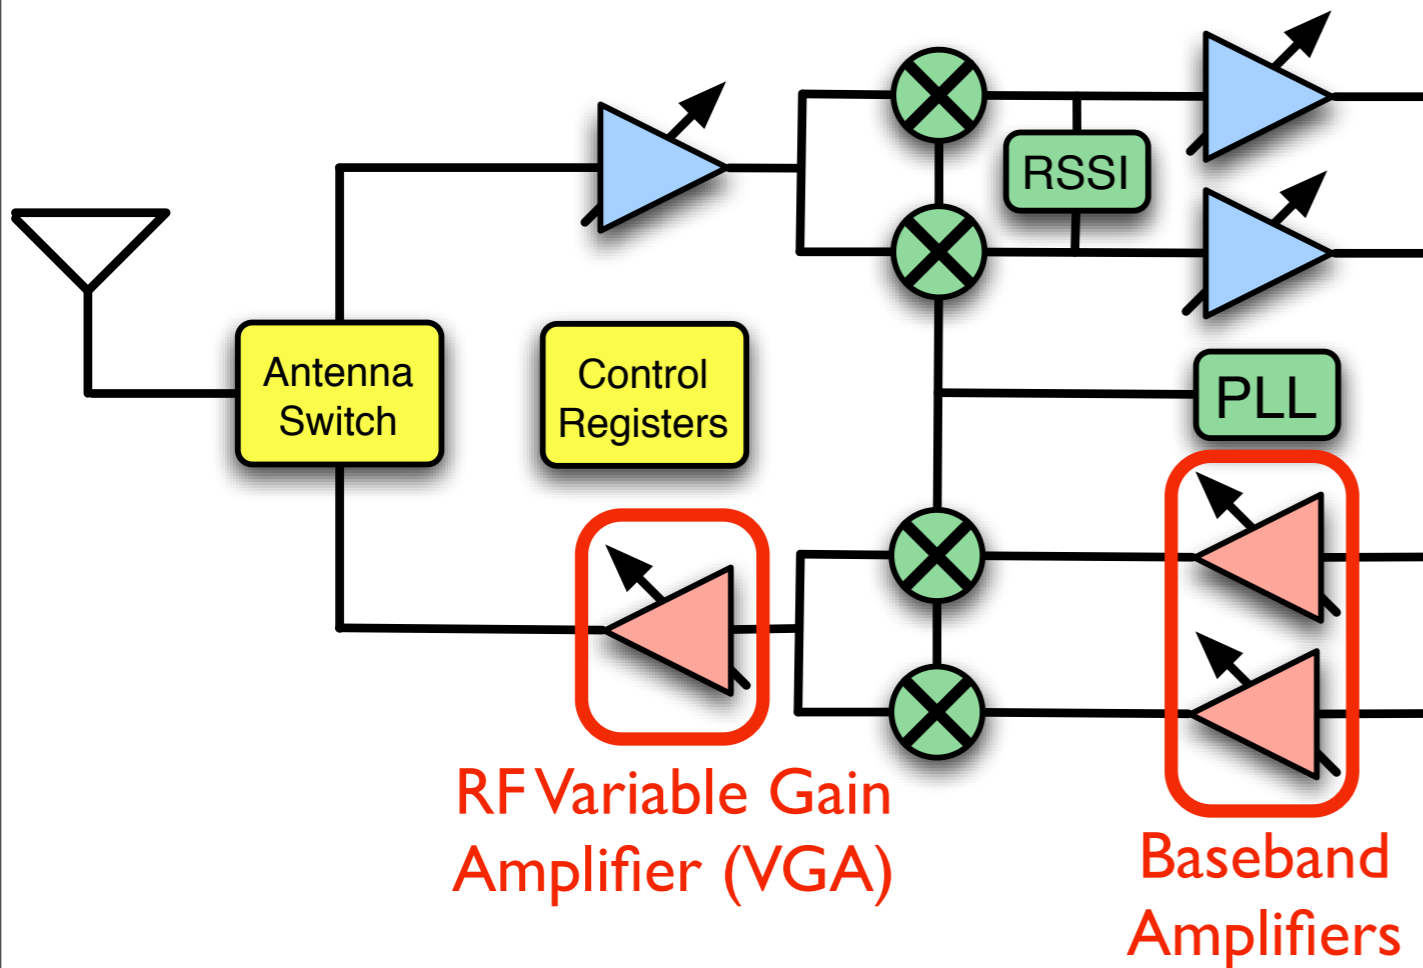 RSSI
Antenna
Switch
Control
Registers
PLL
RF Variable Gain
Amplifier (VGA)
Baseband
Amplifiers